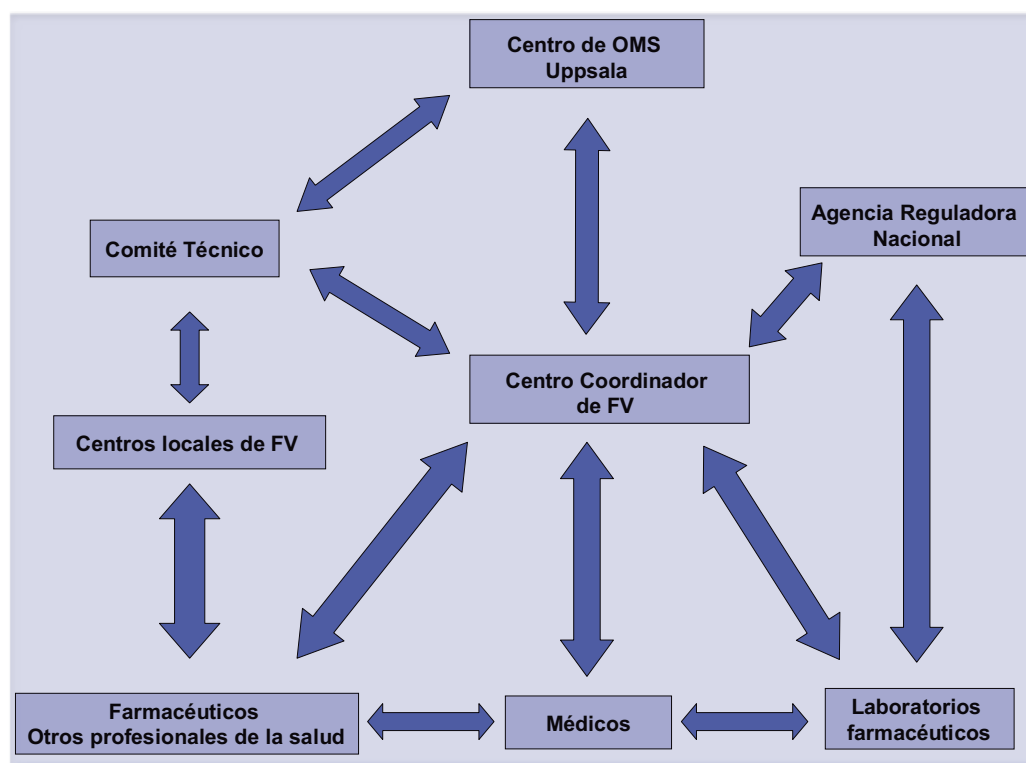 Centro de OMS
Uppsala
Agencia Reguladora
Nacional
Comité Técnico
Centro Coordinador
de FV
Centros locales de FV
Farmacéuticos
Otros profesionales de la salud
Médicos
Laboratorios
farmacéuticos